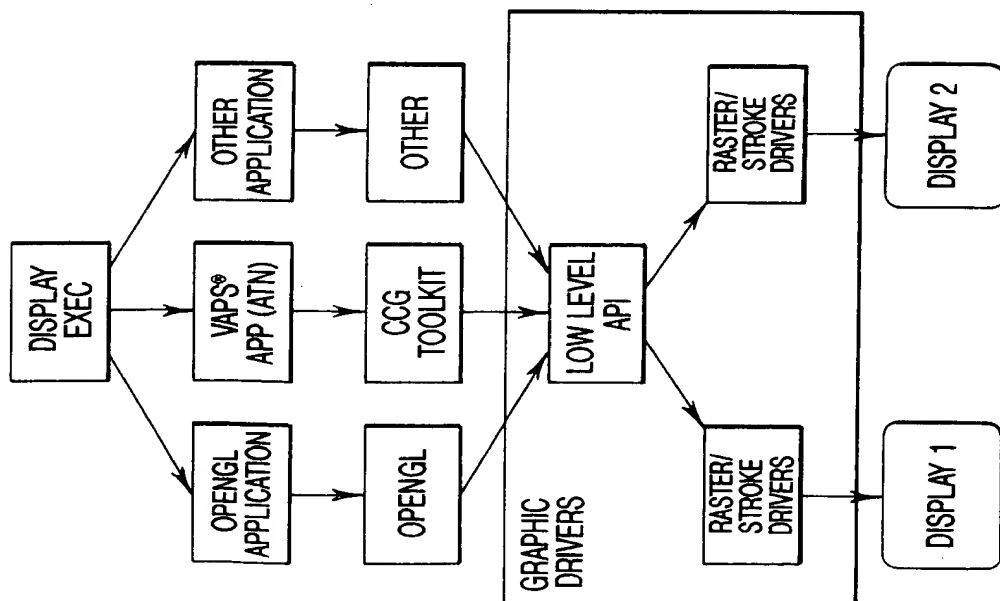 DISPLAY
EXEC
OPENGL
APPLICATION
VAPS®
APP (ATN)
OTHER
APPLICATION
OPENGL
CCG
TOOLKIT
OTHER
GRAPHIC
DRIVERS
LOW LEVEL
API
RASTER/
STROKE
DRIVERS
RASTER/
STROKE
DRIVERS
DISPLAY 1
DISPLAY 2